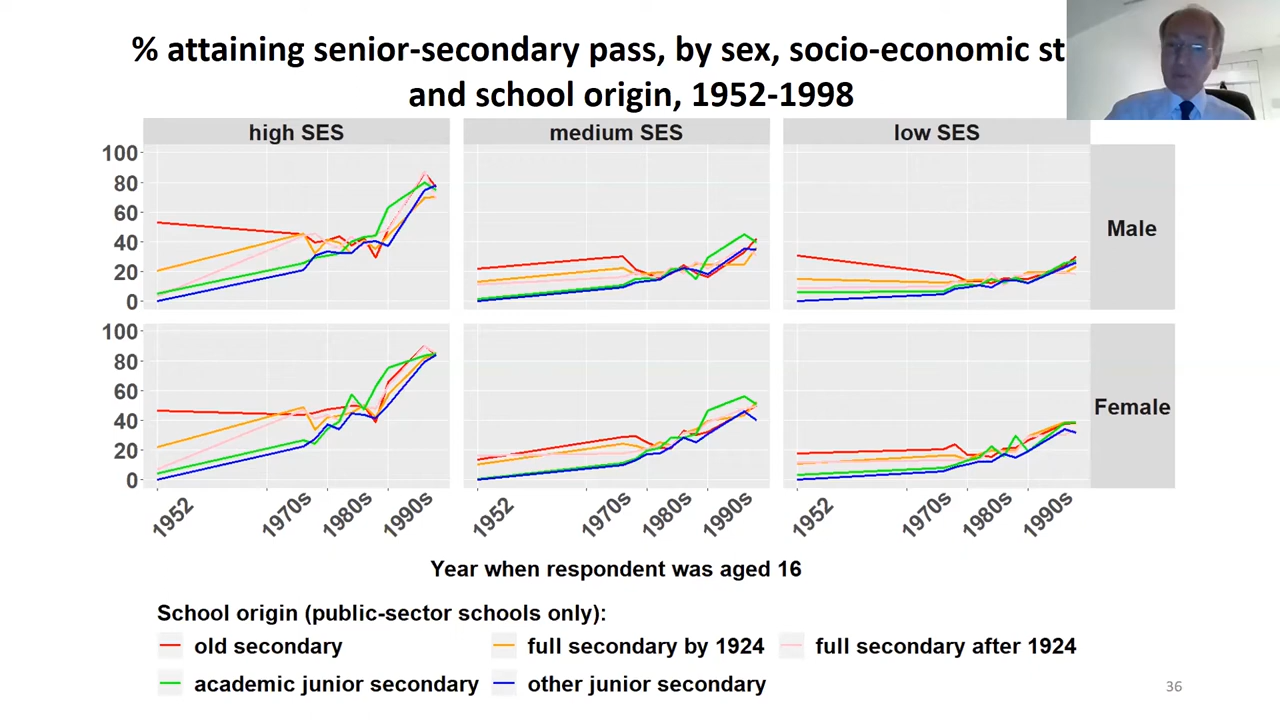 % attaining senior-secondary pass, by sex, socio-economic st
and school origin, 1952-1998
high SES
medium SES
low SES
100
80
60
40
20
0
Male
100
80
60
40
20
0
Female
1952
1970s
1980s
1990s
1952
1970s
1980s
1990s
1952
1970s
1980s
1990s
Year when respondent was aged 16
School origin (public-sector schools only):
old secondary
full secondary by 1924
full secondary after 1924
academic junior secondary
other junior secondary
36